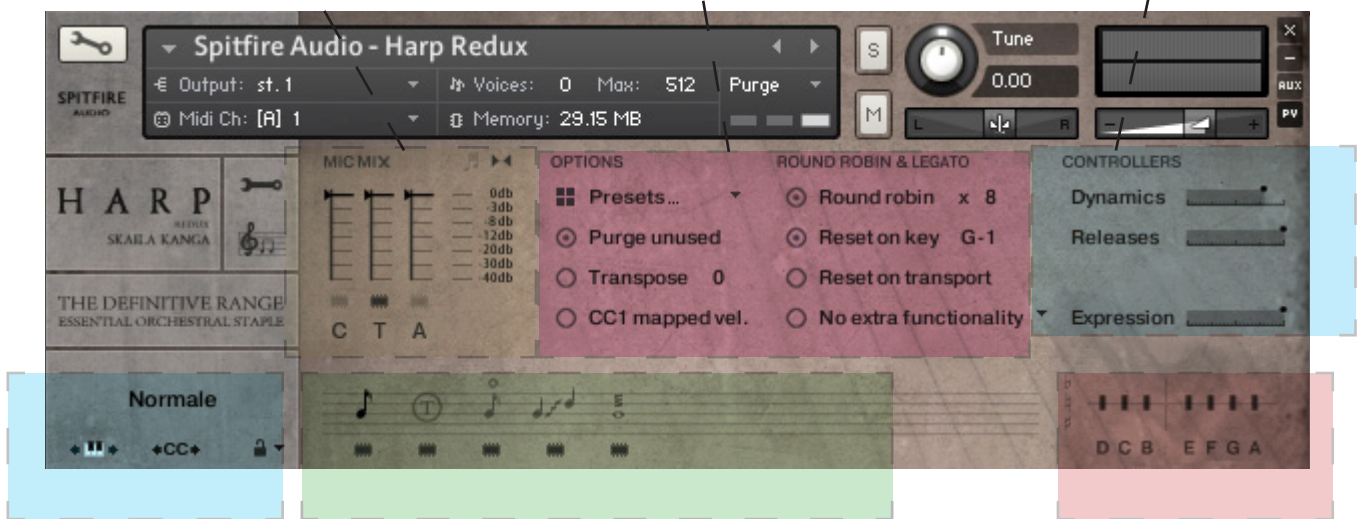 Spitfire Audio - Harp Redux
Output: st. 1
Voices: 0 Max: 512
Purge
Midi Ch: [A] 1
Memory: 29.15 MB
S
M
Tune
0.00
L R
- +
×
-
AUX
PV
SPITFIRE
AUDIO
HARP
REDUX
SKAILA KANGA
THE DEFINITIVE RANGE
ESSENTIAL ORCHESTRAL STAPLE
MIC MIX
0db
-3db
-8db
-12db
-20db
-30db
-40db
C T A
OPTIONS
Presets...
Purge unused
Transpose 0
CC1 mapped vel.
ROUND ROBIN & LEGATO
Round robin x 8
Reset on key G-1
Reset on transport
No extra functionality
CONTROLLERS
Dynamics
Releases
Expression
Normale
CC
T
D C B E F G A